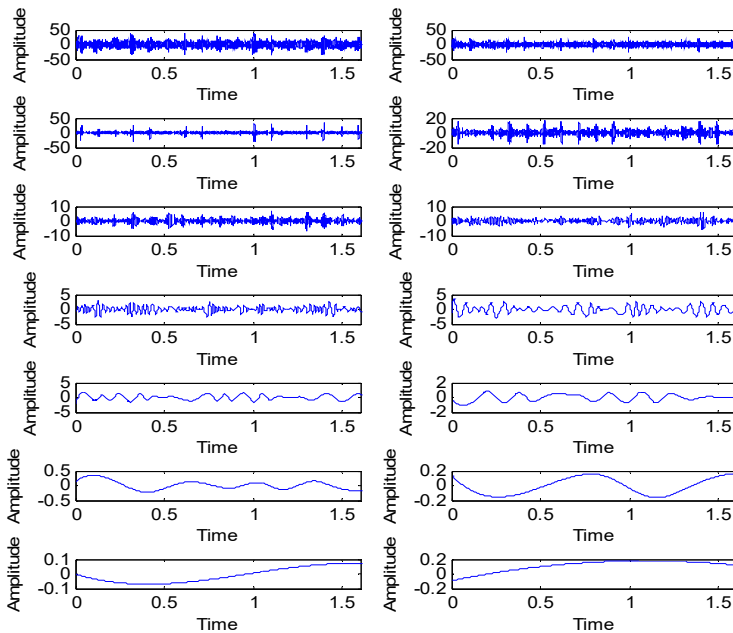 Amplitude 50 0 -50 0 0.5 1 1.5 Time
Amplitude 50 0 -50 0 0.5 1 1.5 Time
Amplitude 50 0 -50 0 0.5 1 1.5 Time
Amplitude 20 0 -20 0 0.5 1 1.5 Time
Amplitude 10 0 -10 0 0.5 1 1.5 Time
Amplitude 10 0 -10 0 0.5 1 1.5 Time
Amplitude 5 0 -5 0 0.5 1 1.5 Time
Amplitude 5 0 -5 0 0.5 1 1.5 Time
Amplitude 5 0 -5 0 0.5 1 1.5 Time
Amplitude 2 0 -2 0 0.5 1 1.5 Time
Amplitude 0.5 0 -0.5 0 0.5 1 1.5 Time
Amplitude 0.2 0 -0.2 0 0.5 1 1.5 Time
Amplitude 0.1 0 -0.1 0 0.5 1 1.5 Time
Amplitude 0.2 0 -0.2 0 0.5 1 1.5 Time